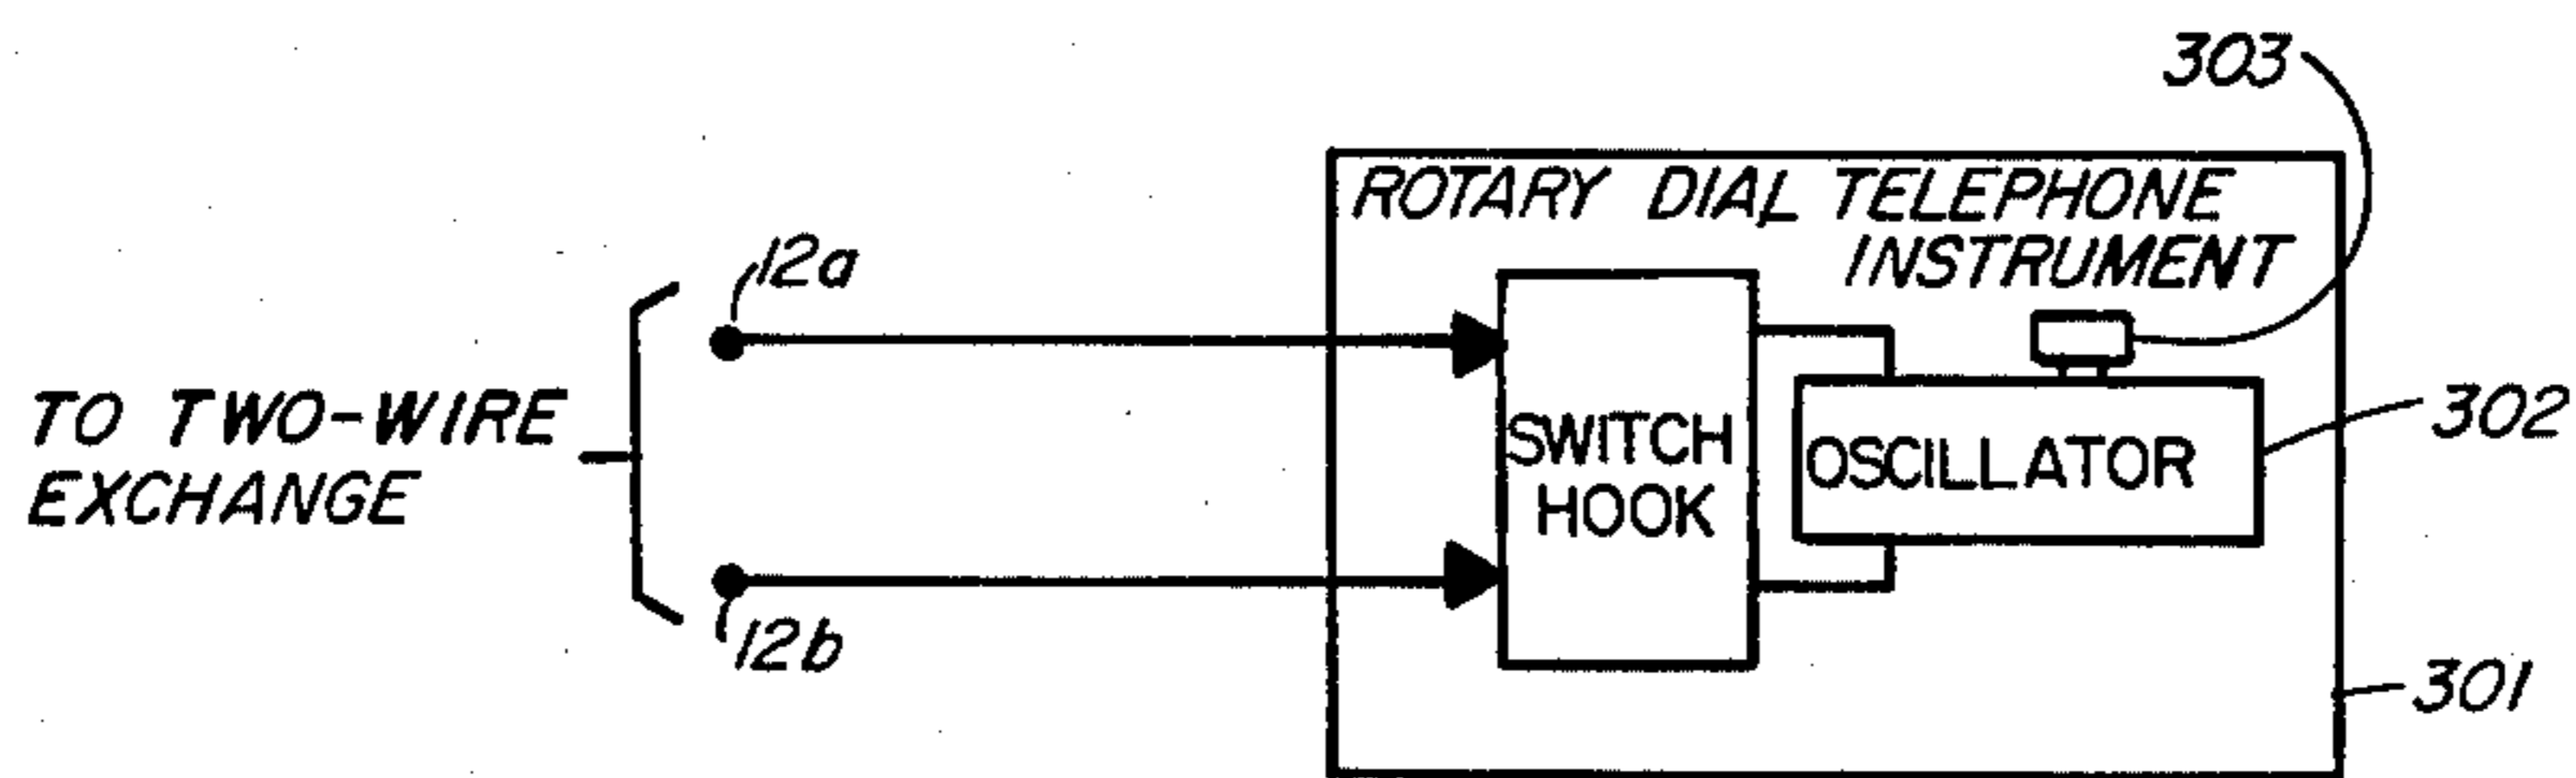 303
ROTARY DIAL TELEPHONE
INSTRUMENT
12a
SWITCH
HOOK
OSCILLATOR
302
TO TWO-WIRE
EXCHANGE
12b
301